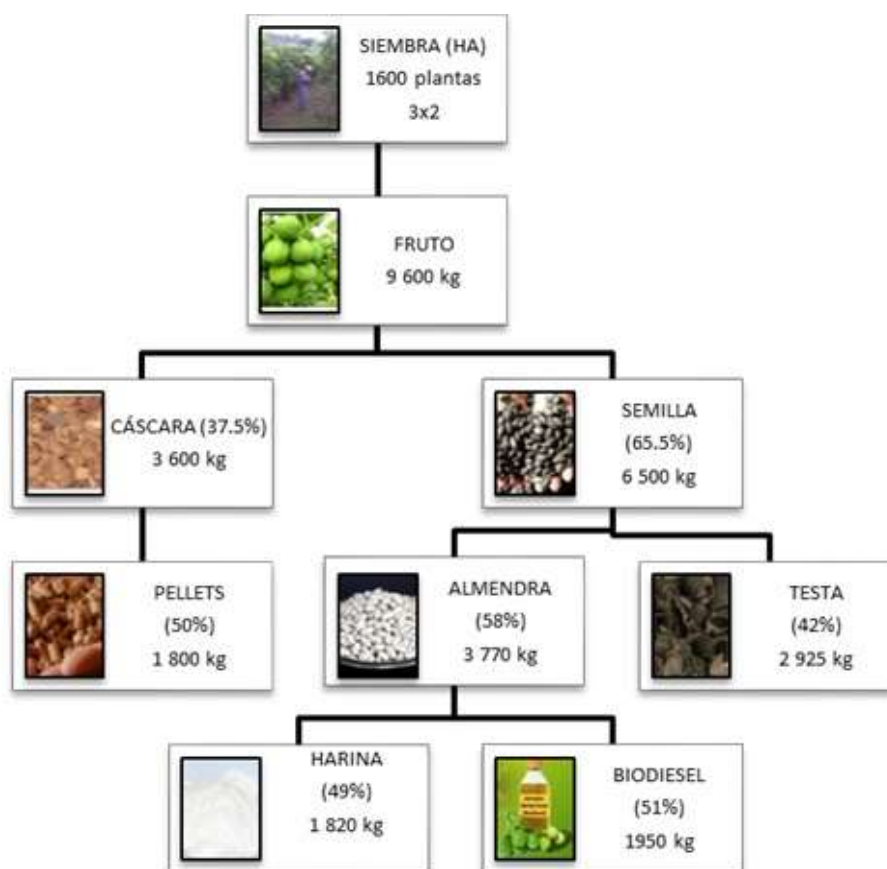 SIEMBRA (HA)
1600 plantas
3x2
FRUTO
9 600 kg
CÁSCARA (37.5%)
3 600 kg
SEMILLA
(65.5%)
6 500 kg
PELLETS
(50%)
1 800 kg
ALMENDRA
(58%)
3 770 kg
TESTA
(42%)
2 925 kg
HARINA
(49%)
1 820 kg
BIODIESEL
(51%)
1950 kg